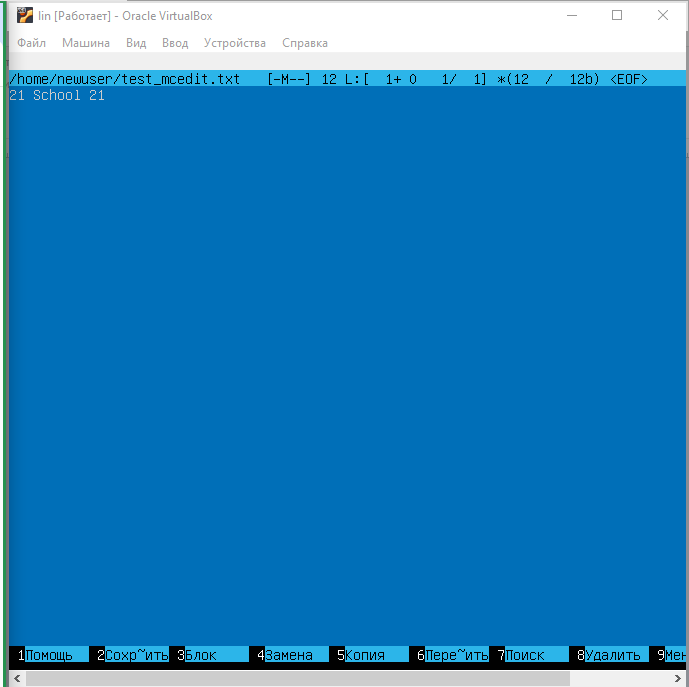 lin [Работает] - Oracle VirtualBox
Файл Машина Вид Ввод Устройства Справка
/home/newuser/test_mcedit.txt [-M--] 12 L:[ 1+ 0 1/ 1] *(12 / 12b) <EOF>
21 School 21
1Помощь 2Сохр~ить 3Блок 4Замена 5Копия 6Пере~ить 7Поиск 8Удалить 9Мен